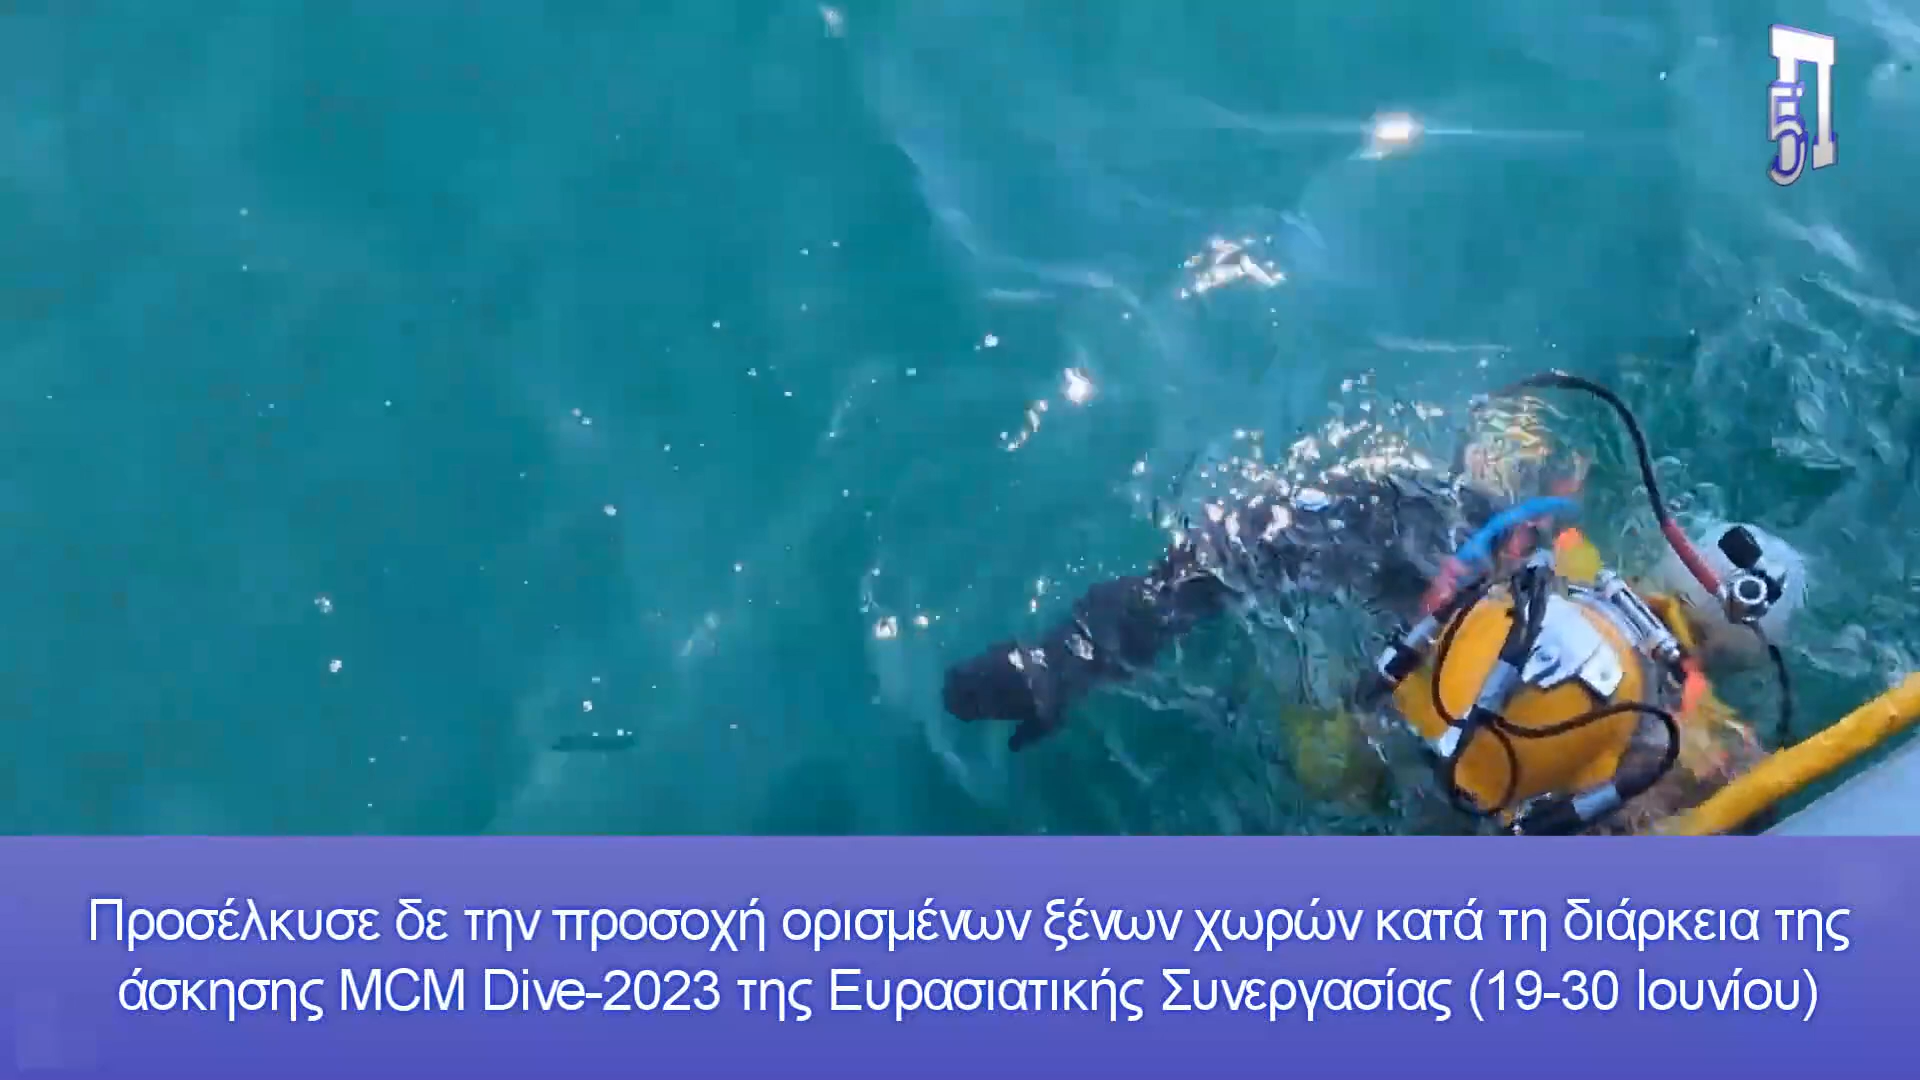 Π
50
Προσέλκυσε δε την προσοχή ορισμένων ξένων χωρών κατά τη διάρκεια της
άσκησης MCM Dive-2023 της Ευρασιατικής Συνεργασίας (19-30 Ιουνίου)